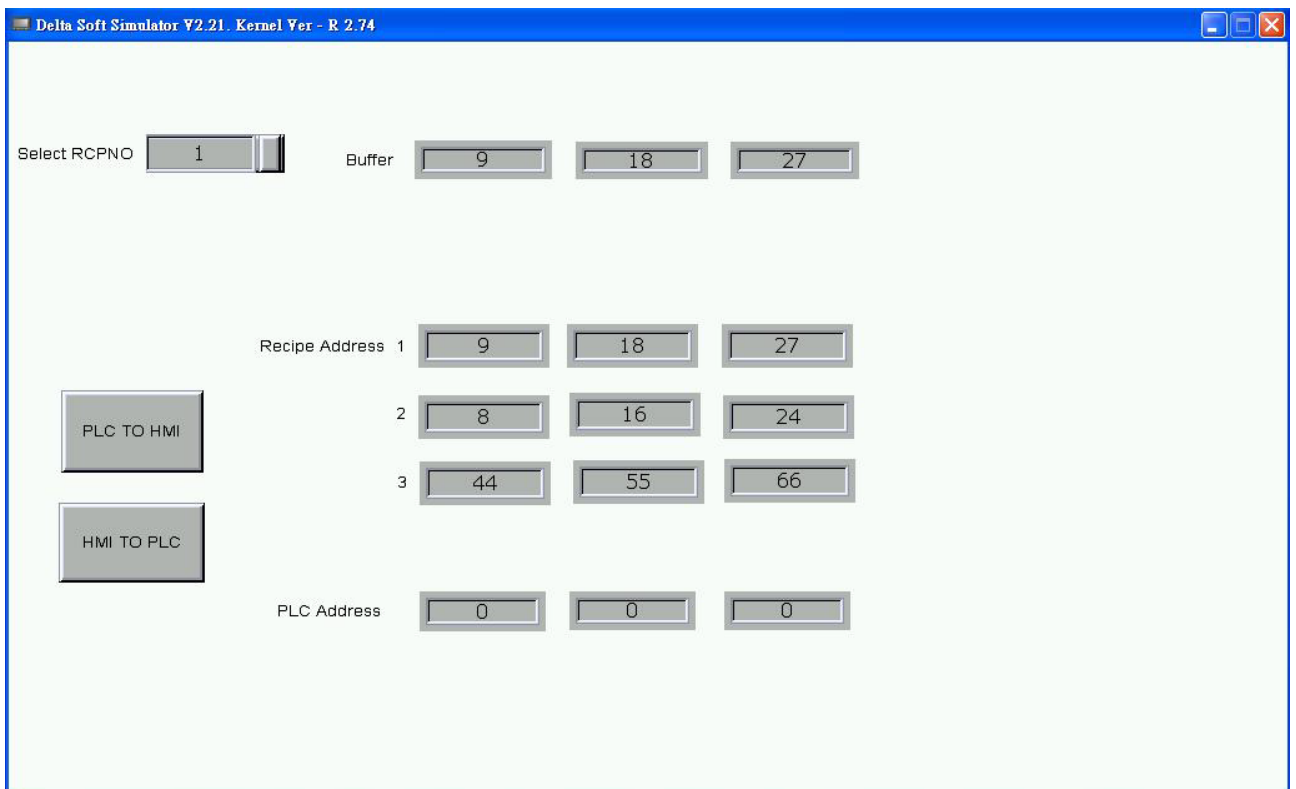 Delta Soft Simulator V2.21. Kernel Ver - R 2.74
Select RCPNO 1 Buffer 9 18 27
Recipe Address 1 9 18 27
2 8 16 24
PLC TO HMI
3 44 55 66
HMI TO PLC
PLC Address 0 0 0